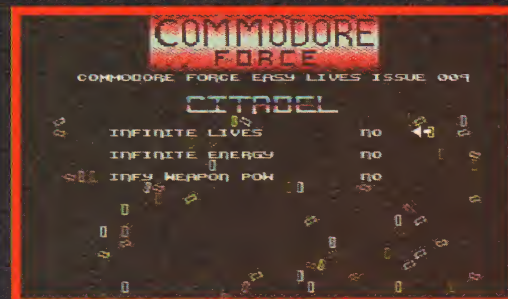 COMMODORE
FORCE
COMMODORE FORCE EASY LIVES ISSUE 009
CITADEL
INFINITE LIVES NO
INFINITE ENERGY NO
INFY WEAPON POW NO